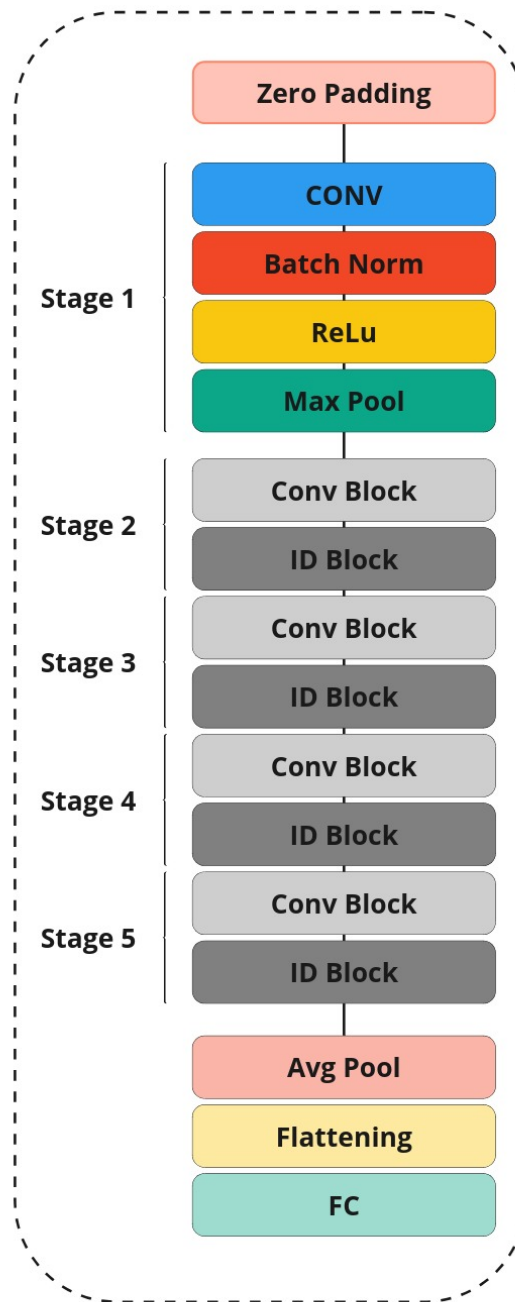 Zero Padding
Stage 1
CONV
Batch Norm
ReLu
Max Pool
Stage 2
Conv Block
ID Block
Stage 3
Conv Block
ID Block
Stage 4
Conv Block
ID Block
Stage 5
Conv Block
ID Block
Avg Pool
Flattening
FC